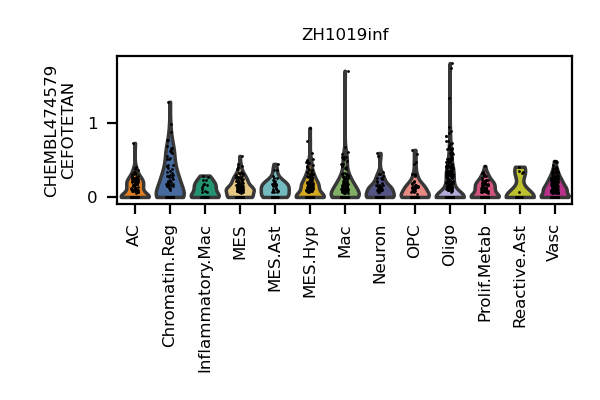 ZH1019inf
CHEMBL474579
CEFOTETAN
1
0
AC
Chromatin.Reg
Inflammatory.Mac
MES
MES.Ast
MES.Hyp
Mac
Neuron
OPC
Oligo
Prolif.Metab
Reactive.Ast
Vasc